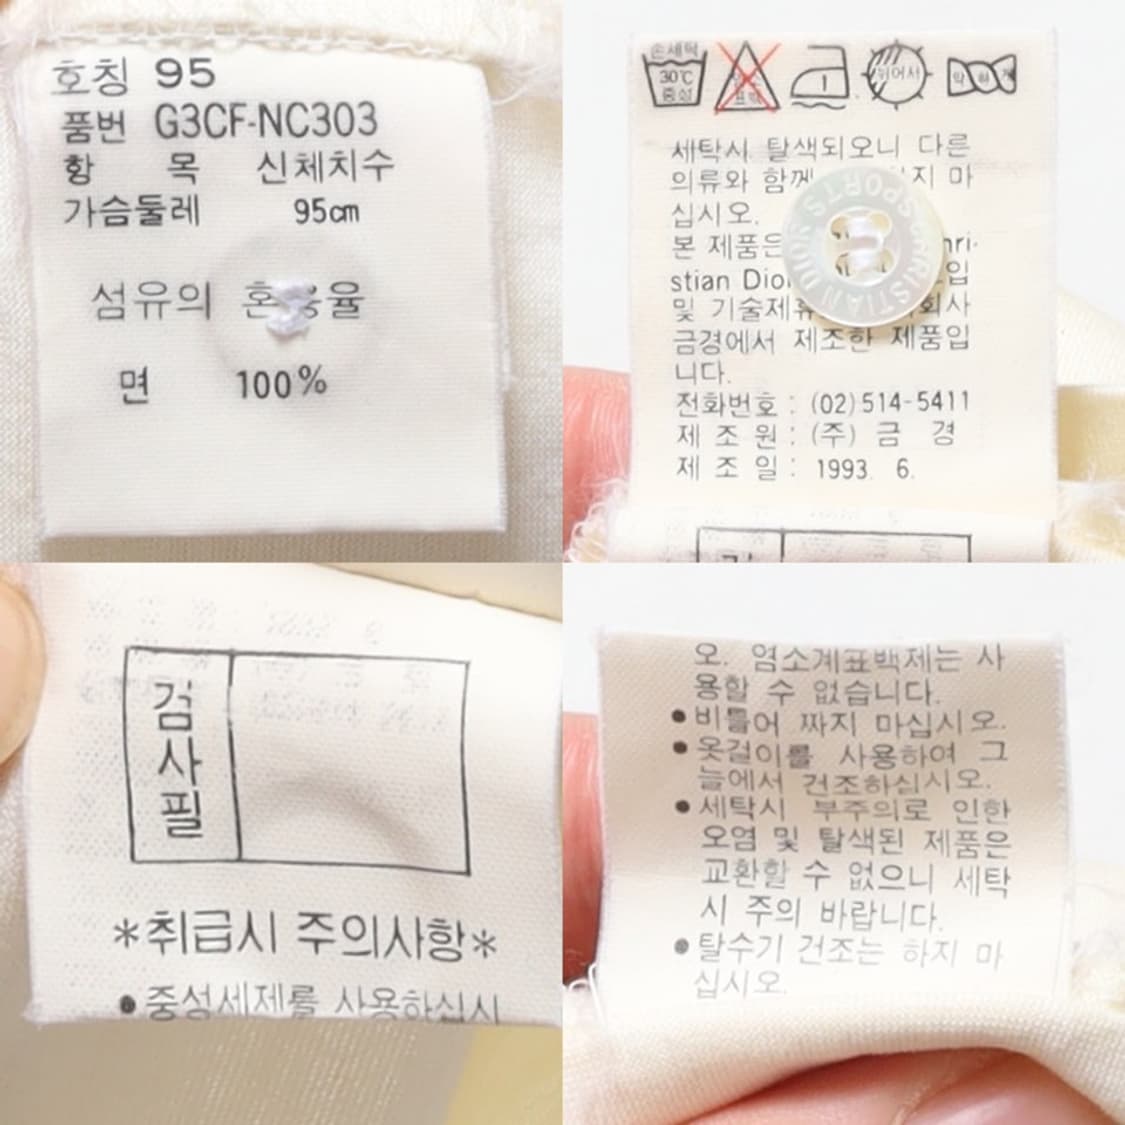 호칭 95
품번 G3CF-NC303
항 목 신체치수
가슴둘레 95cm
섬유의
면 100%
손세탁
30℃
중성
뉘어서
약하게
세탁시 탈색되오니 다른
의류와 함께 마
십시오.
본 제품은
stian
및
금경에서 제조한 제품입
니다.
전화번호 : (02)514-5411
제 조 원 : (주) 금 경
제 조 일 : 1993. 6.
CHRISTIAN DIOR SPORTS
검사필
*취급시 주의사항*
●중성세제를 사용하십시
오. 염소계표백제는 사
용할 수 없습니다.
●비틀어 짜지 마십시오.
●옷걸이를 사용하여 그
늘에서 건조하십시오.
●세탁시 부주의로 인한
오염 및 탈색된 제품은
교환할 수 없으니 세탁
시 주의 바랍니다.
●탈수기 건조는 하지 마
십시오.